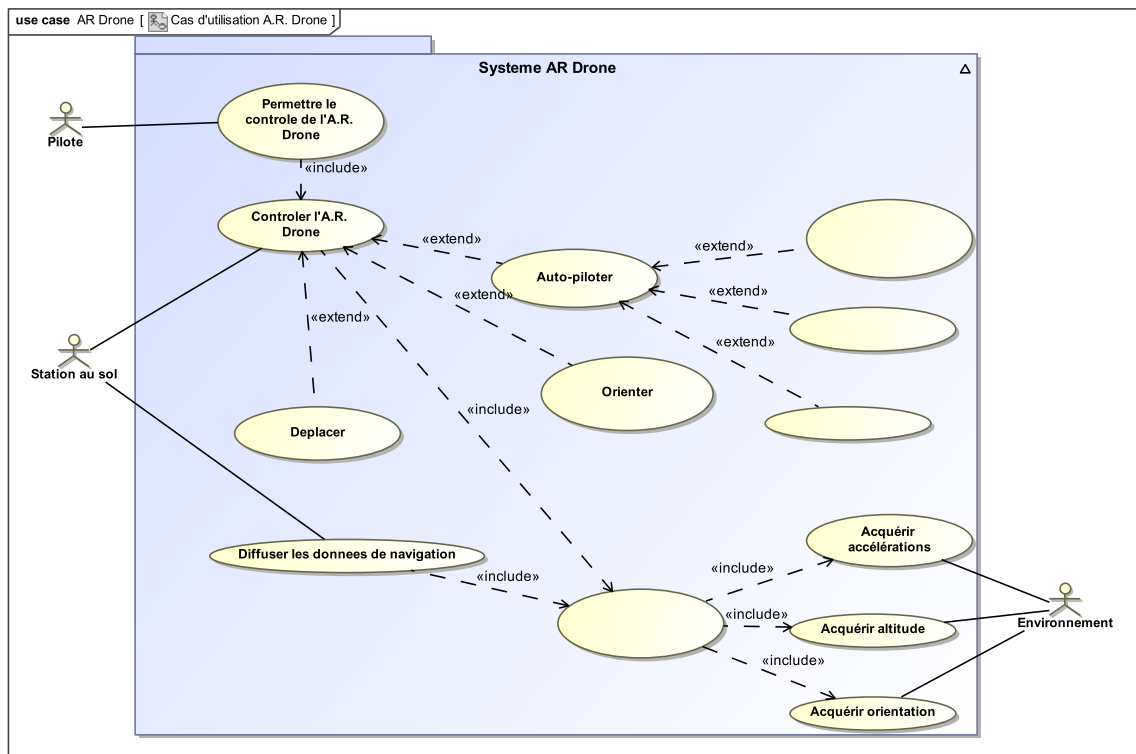 use case AR Drone [ Cas d'utilisation A.R. Drone ]
Systeme AR Drone
Permettre le
controle de l'A.R.
Drone
Pilote
«include»
Controler l'A.R.
Drone
«extend»
«extend»
Auto-piloter
«extend»
«extend»
«extend»
«extend»
Station au sol
Orienter
«include»
Deplacer
Acquérir
accélérations
Diffuser les donnees de navigation
«include»
«include»
«include»
Acquérir altitude
Environnement
«include»
Acquérir orientation